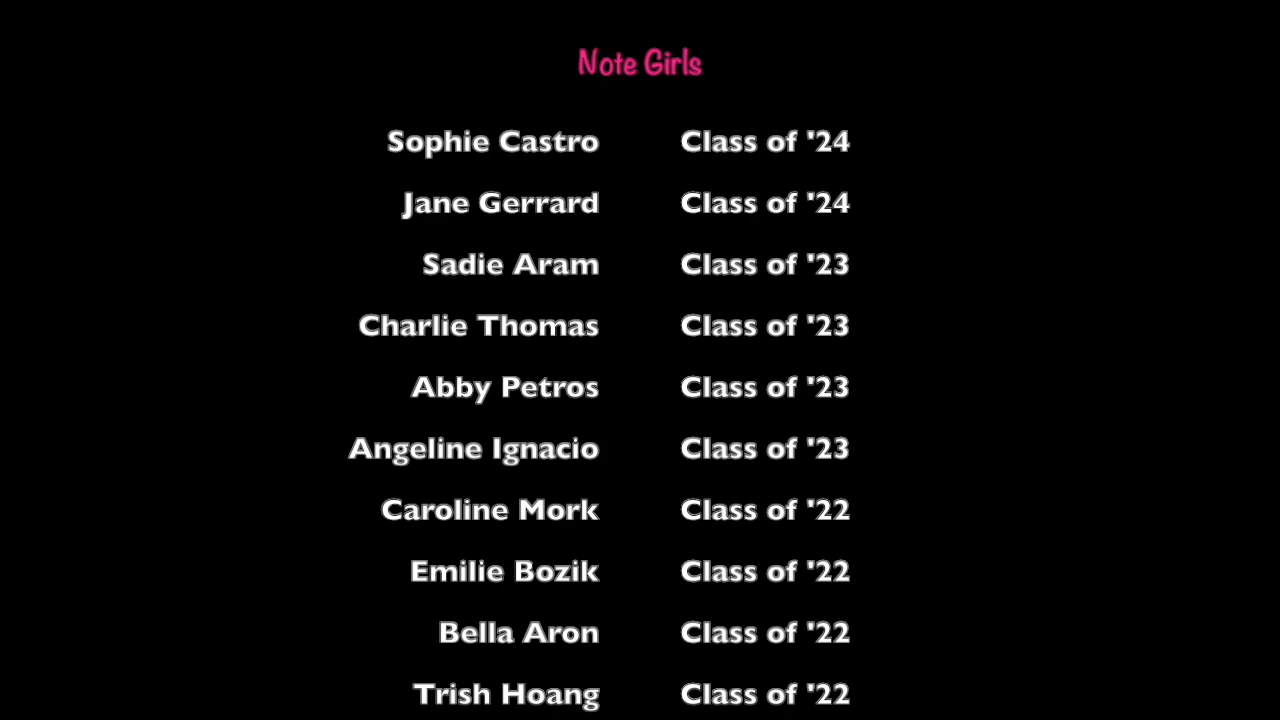 Note Girls
Sophie Castro Class of '24
Jane Gerrard Class of '24
Sadie Aram Class of '23
Charlie Thomas Class of '23
Abby Petros Class of '23
Angeline Ignacio Class of '23
Caroline Mork Class of '22
Emilie Bozik Class of '22
Bella Aron Class of '22
Trish Hoang Class of '22